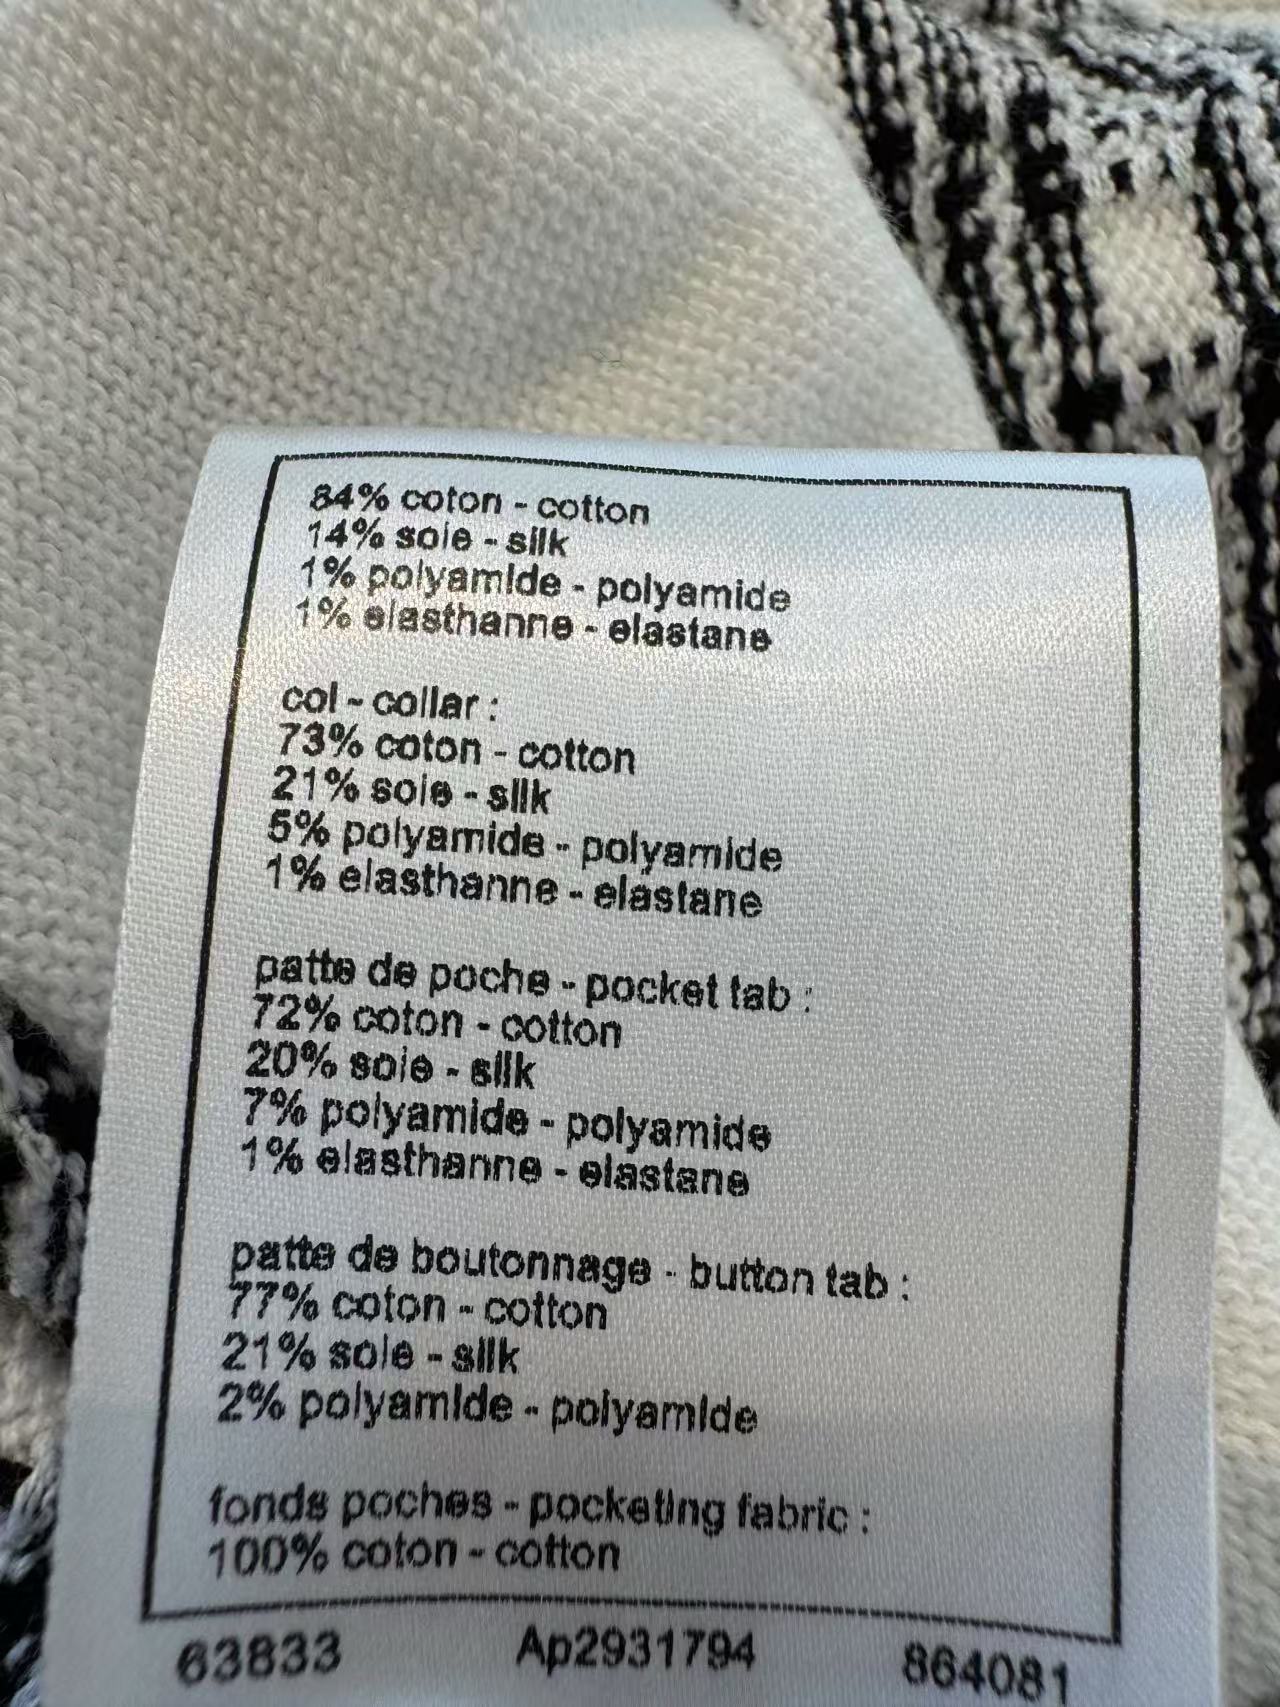 84% coton - cotton
14% soie - silk
1% polyamide - polyamide
1% elasthanne - elastane
col - collar :
73% coton - cotton
21% soie - silk
5% polyamide - polyamide
1% elasthanne - elastane
patte de poche - pocket tab :
72% coton - cotton
20% soie - silk
7% polyamide - polyamide
1% elasthanne - elastane
patte de boutonnage - button tab :
77% coton - cotton
21% soie - silk
2% polyamide - polyamide
fonds poches - pocketing fabric :
100% coton - cotton
63833 Ap2931794 864081